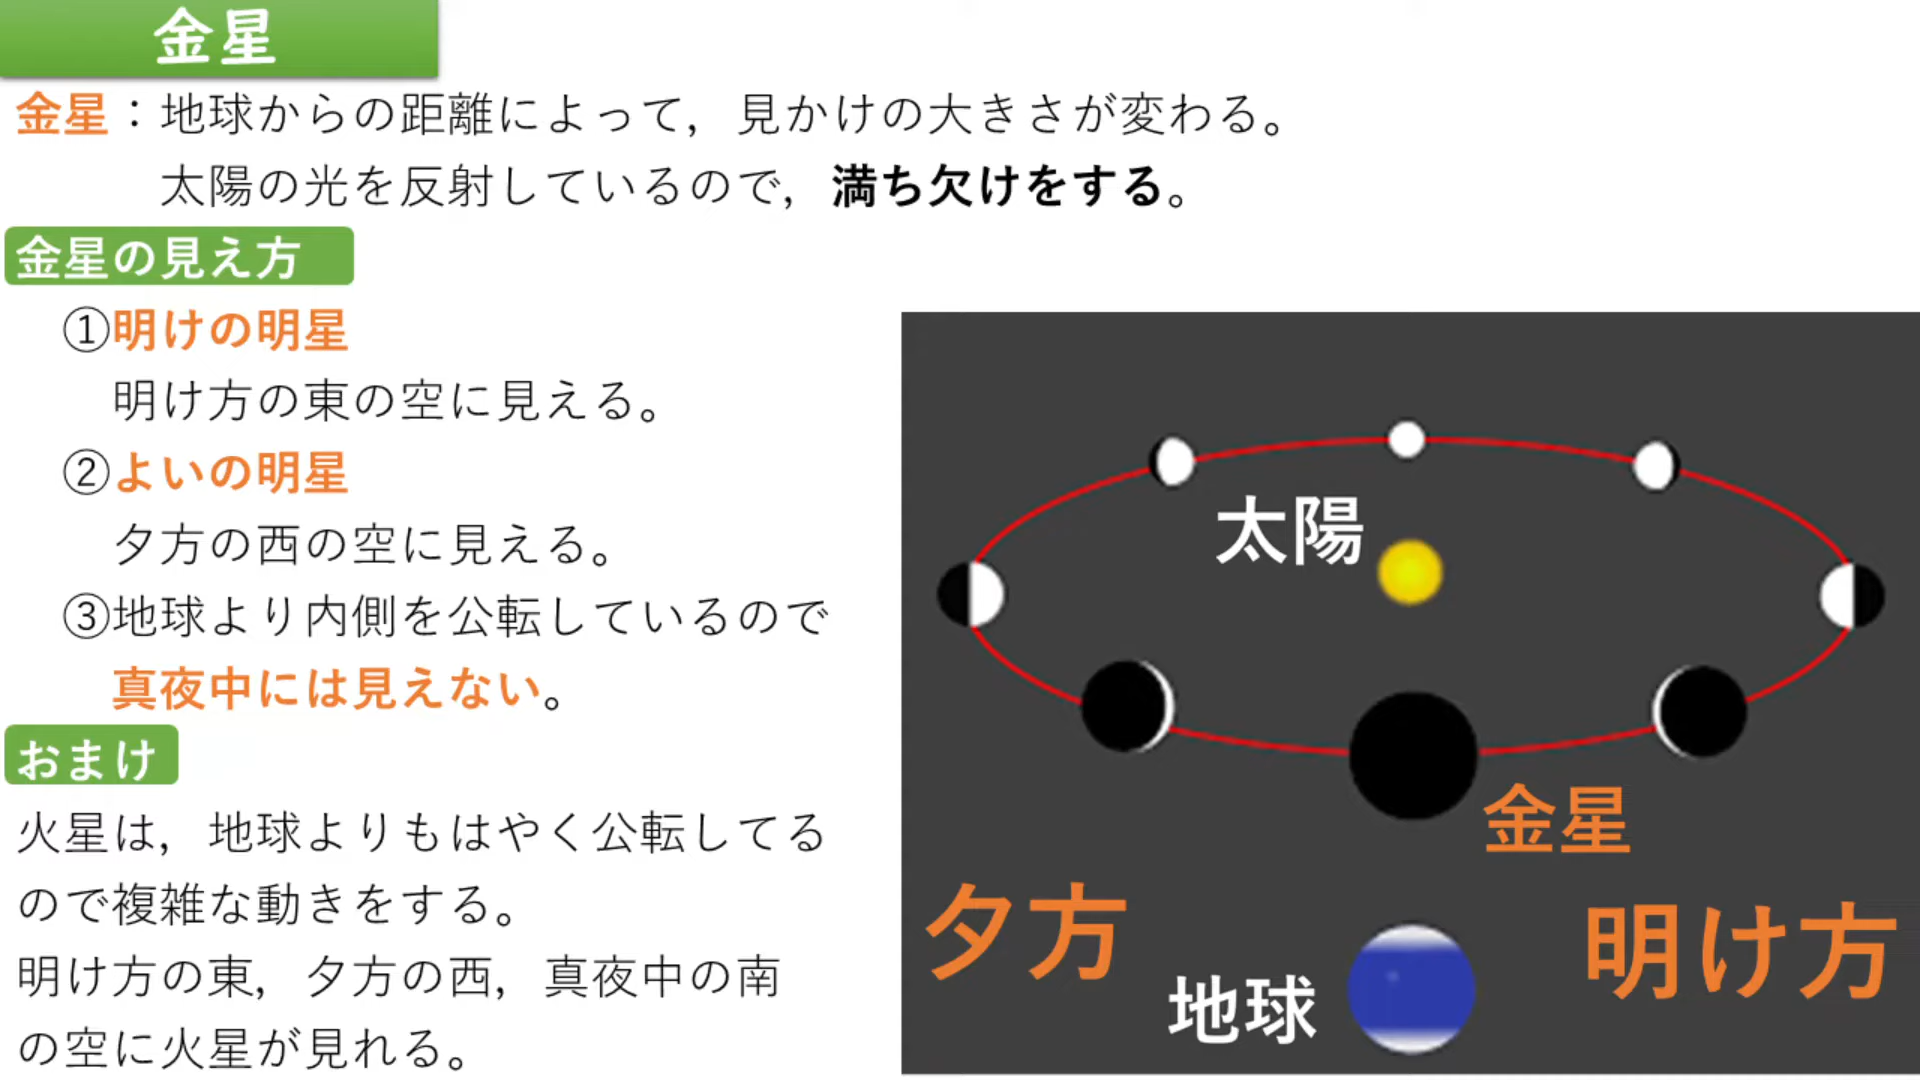 金星
金星：地球からの距離によって，見かけの大きさが変わる。
太陽の光を反射しているので，満ち欠けをする。
金星の見え方
①明けの明星
明け方の東の空に見える。
②よいの明星
夕方の西の空に見える。
③地球より内側を公転しているので
真夜中には見えない。
おまけ
火星は，地球よりもはやく公転してる
ので複雑な動きをする。
明け方の東，夕方の西，真夜中の南
の空に火星が見れる。
太陽
金星
夕方
明け方
地球